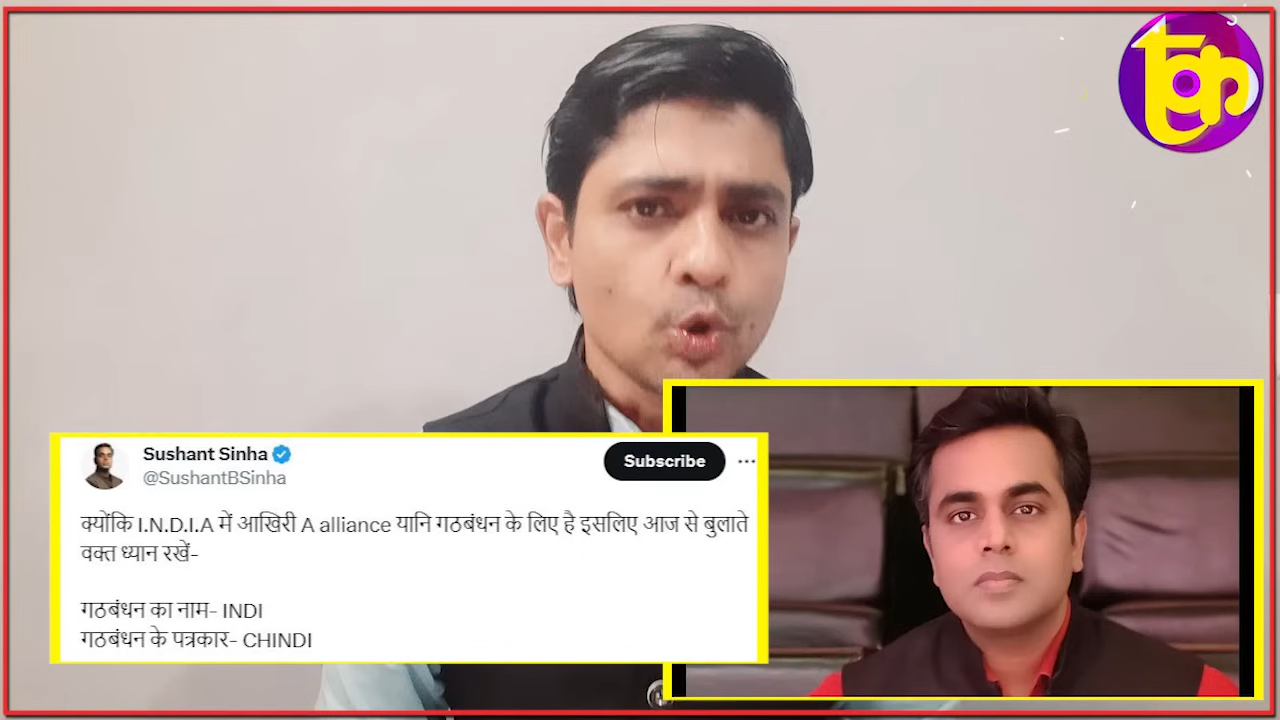 Sushant Sinha
@SushantBSinha
Subscribe
क्योंकि I.N.D.I.A में आखिरी A alliance यानि गठबंधन के लिए है इसलिए आज से बुलाते
वक्त ध्यान रखें-
गठबंधन का नाम- INDI
गठबंधन के पत्रकार- CHINDI